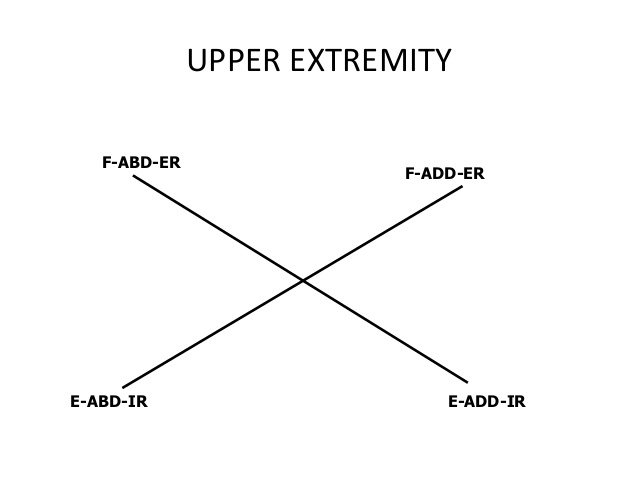 UPPER EXTREMITY
F-ABD-ER
F-ADD-ER
E-ABD-IR
E-ADD-IR